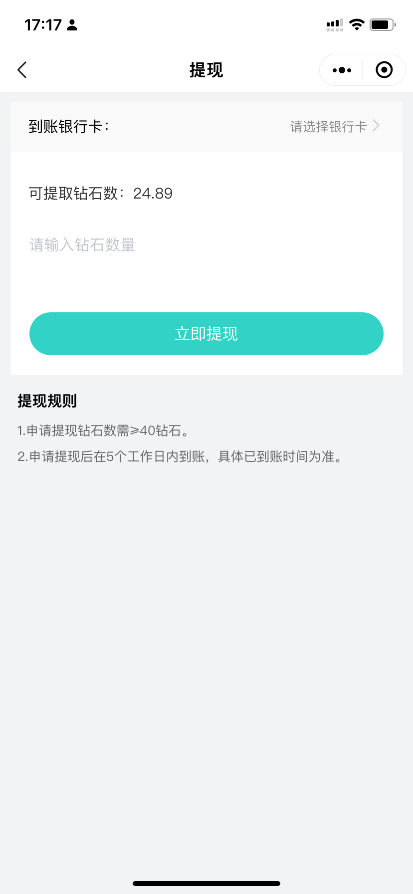 17:17
提现
到账银行卡：
请选择银行卡
可提取钻石数：24.89
请输入钻石数量
立即提现
提现规则
1.申请提现钻石数需≥40钻石。
2.申请提现后在5个工作日内到账，具体已到账时间为准。